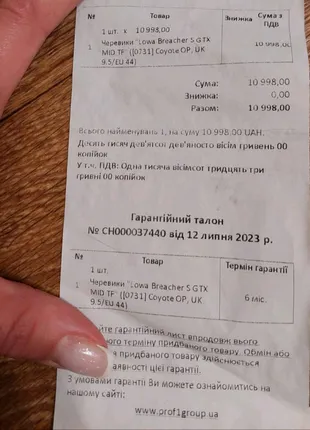 № Товар Знижка Сума з ПДВ
1 шт. x 10 998,00
1 Черевики "Lowa Breacher S GTX 10 998,00
MID TF" ([0731] Coyote OP, UK
9.5/EU 44)
Сума: 10 998,00
Знижка: 0,00
Разом: 10 998,00
Всього найменувань 1, на суму 10 998,00 UAH.
Десять тисяч дев'ятсот дев'яносто вісім гривень 00
копійок
У т.ч. ПДВ: Одна тисяча вісімсот тридцять три
гривні 00 копійок
Гарантійний талон
№ СН000037440 від 12 липня 2023 р.
№ Товар Термін гарантії
1 шт.
1 Черевики "Lowa Breacher S GTX
MID TF" ([0731] Coyote OP, UK 6 міс.
9.5/EU 44)
гарантійний лист впродовж всього
терміну придбаного товару. Обмін або
придбаного товару здійснюється
наявності цієї гарантії.
З умовами гарантії Ви можете ознайомитись на
нашому сайті:
www.prof1group.ua